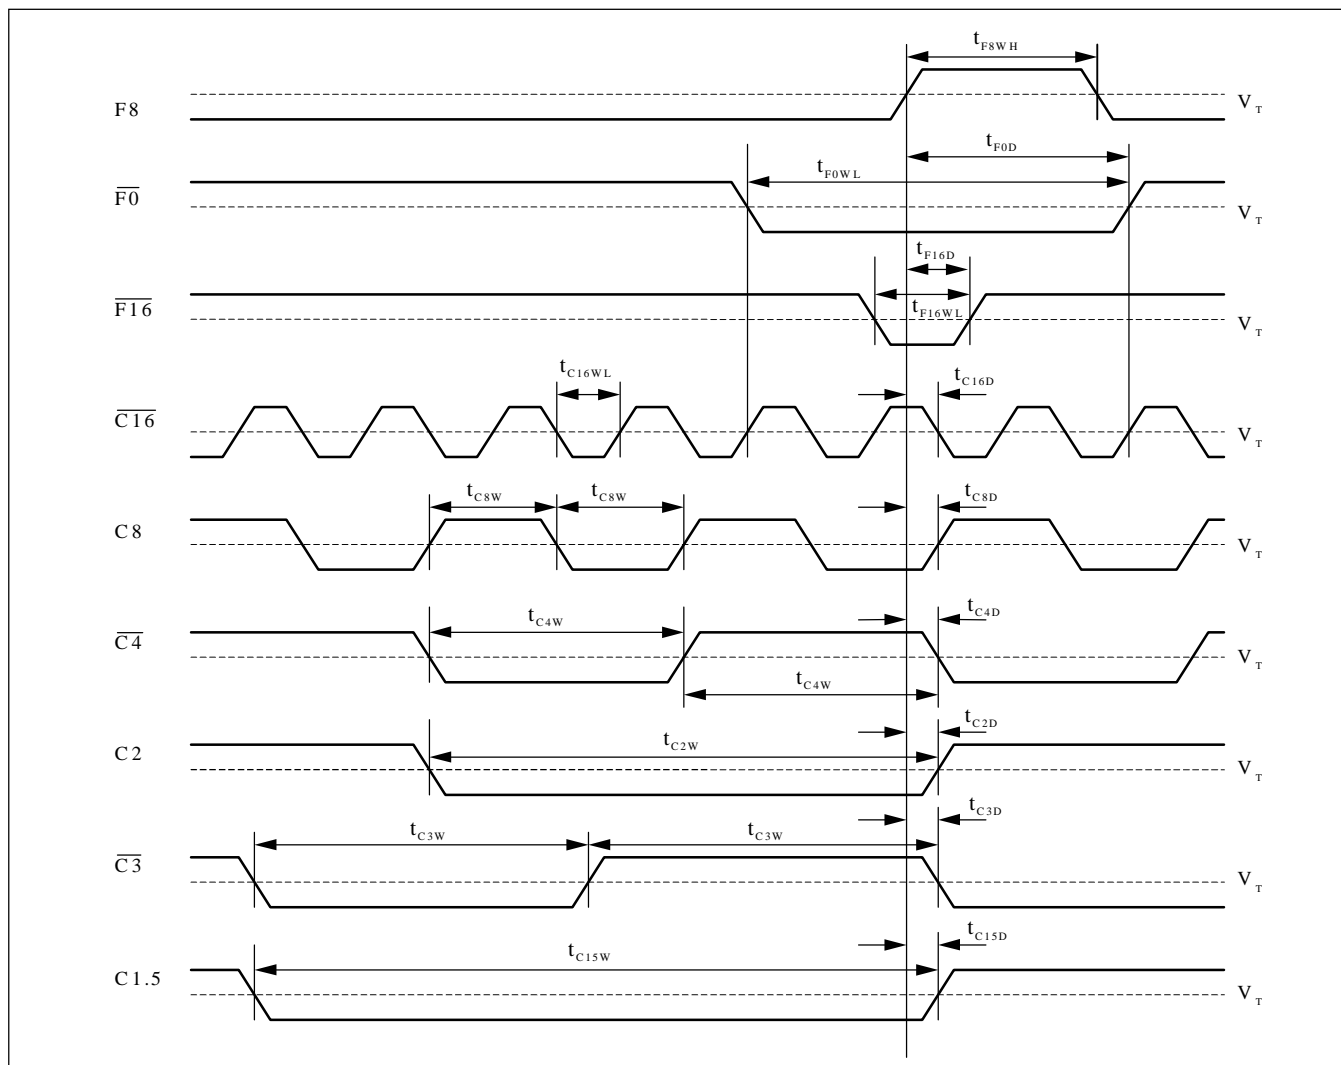 tF8WH
F8 VT
tF0D
tF0WL
F0 VT
tF16D
F16 tF16WL VT
tC16WL tC16D
C16 VT
tC8W tC8W tC8D
C8 VT
tC4W tC4D
C4 VT
tC4W
tC2W tC2D
C2 VT
tC3W tC3W tC3D
C3 VT
tC15W tC15D
C1.5 VT